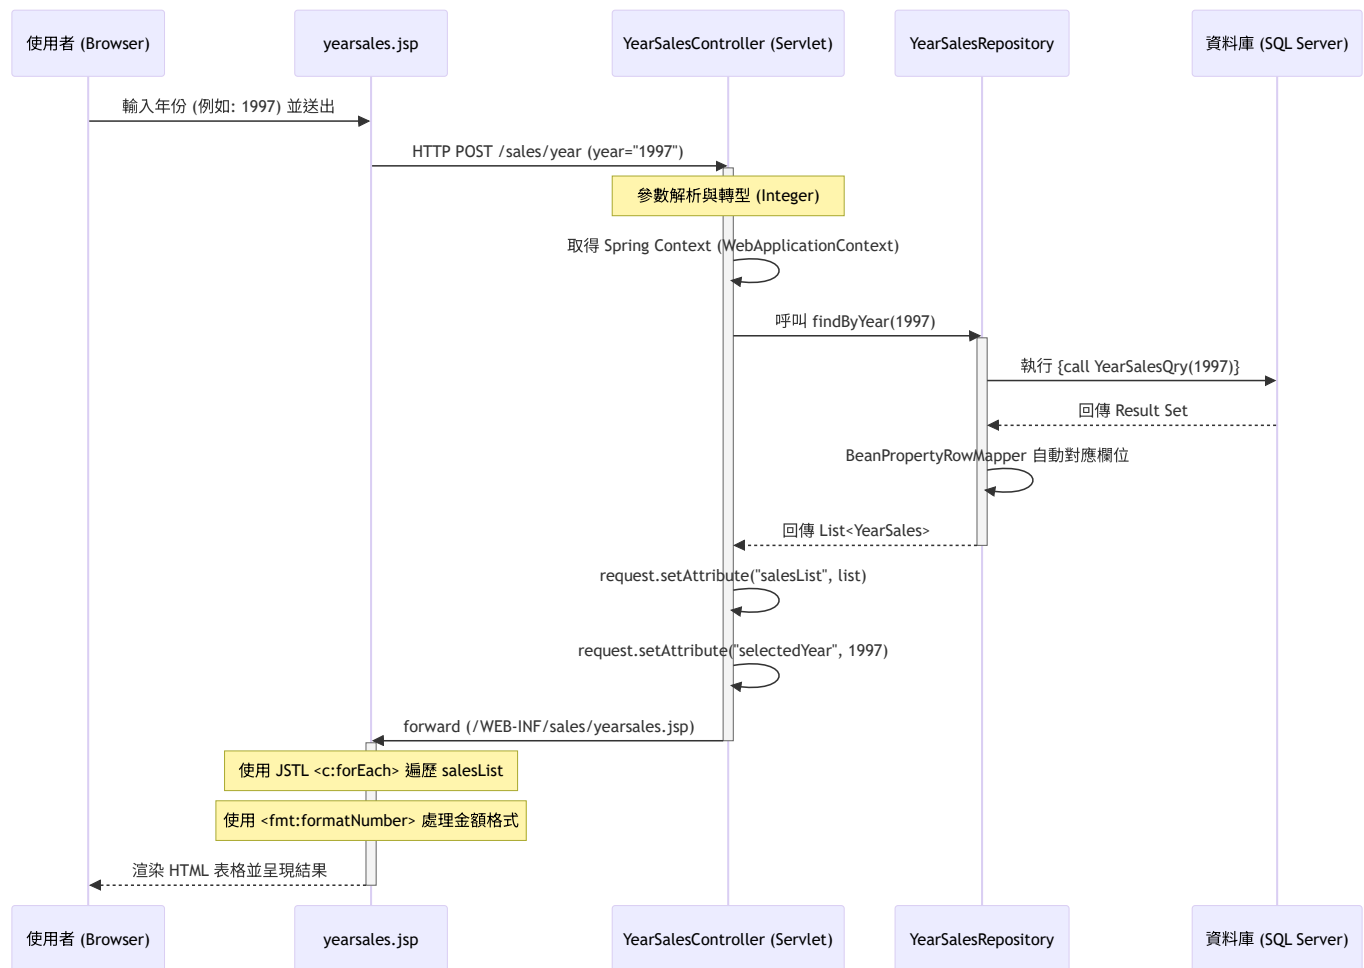 使用者 (Browser)
yearsales.jsp
YearSalesController (Servlet)
YearSalesRepository
資料庫 (SQL Server)
輸入年份 (例如: 1997) 並送出
HTTP POST /sales/year (year="1997")
參數解析與轉型 (Integer)
取得 Spring Context (WebApplicationContext)
呼叫 findByYear(1997)
執行 {call YearSalesQry(1997)}
回傳 Result Set
BeanPropertyRowMapper 自動對應欄位
回傳 List<YearSales>
request.setAttribute("salesList", list)
request.setAttribute("selectedYear", 1997)
forward (/WEB-INF/sales/yearsales.jsp)
使用 JSTL <c:forEach> 遍歷 salesList
使用 <fmt:formatNumber> 處理金額格式
渲染 HTML 表格並呈現結果
使用者 (Browser)
yearsales.jsp
YearSalesController (Servlet)
YearSalesRepository
資料庫 (SQL Server)